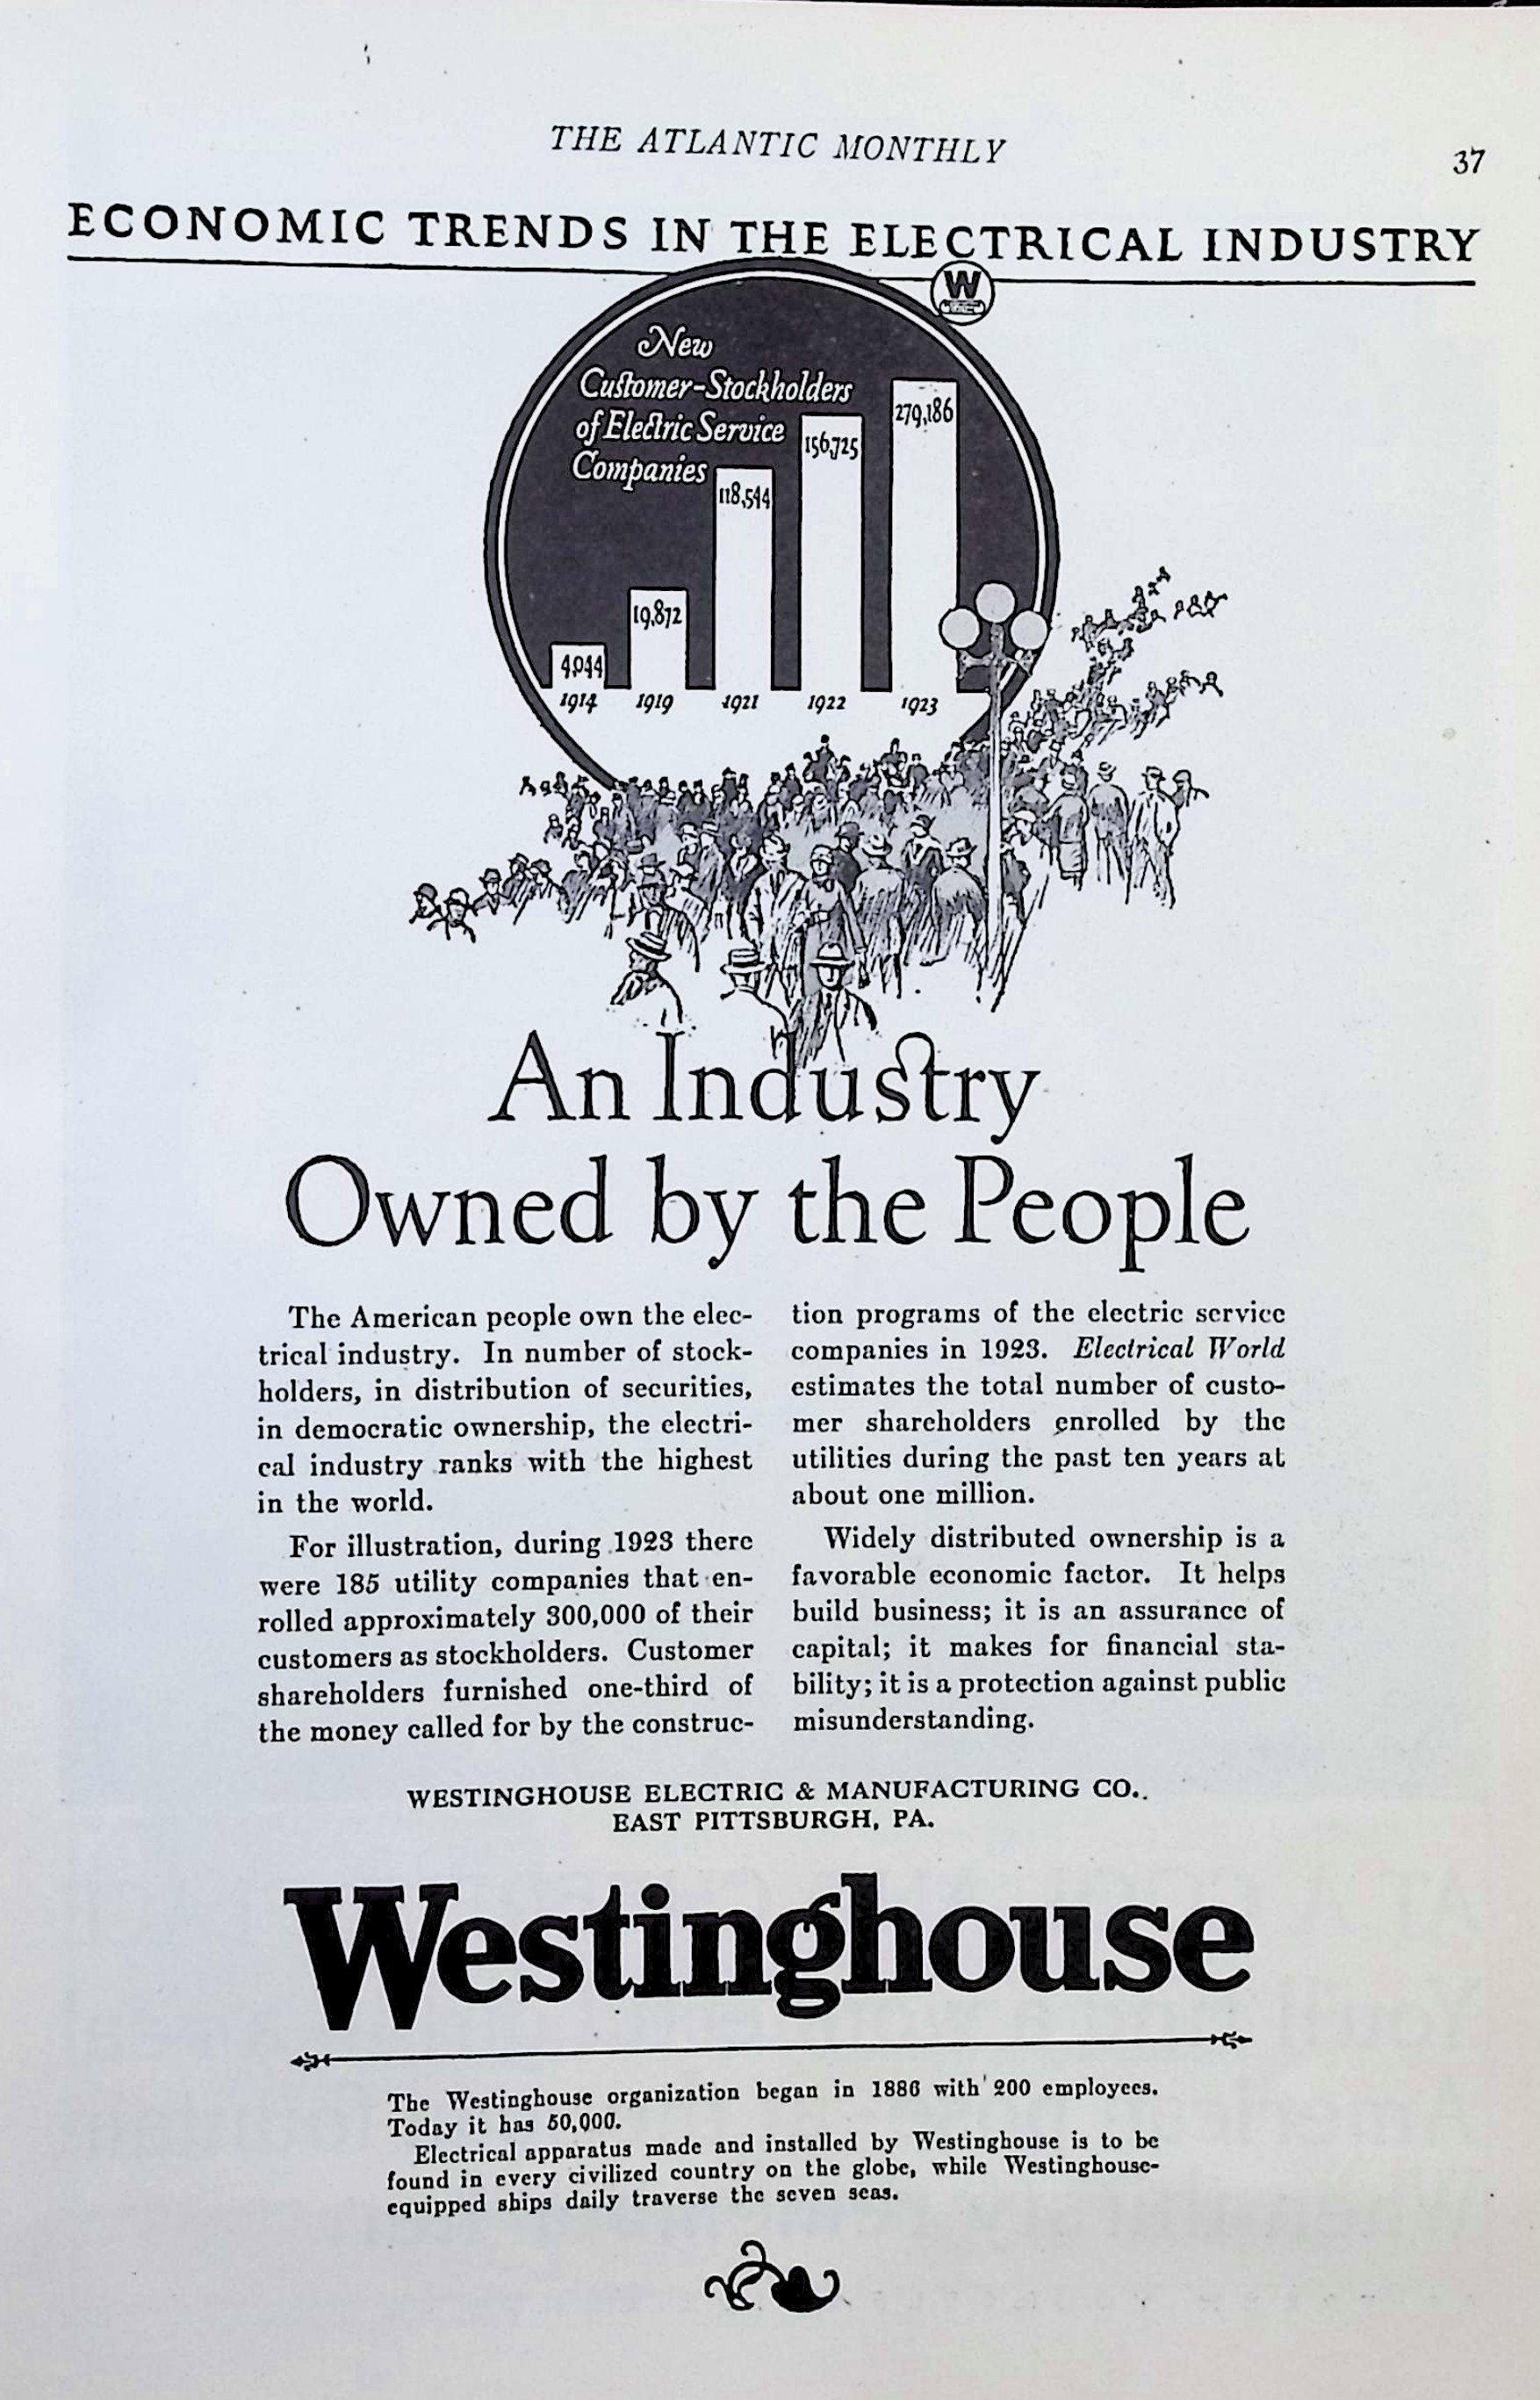 THE ATLANTIC MONTHLY
37
ECONOMIC TRENDS IN THE ELECTRICAL INDUSTRY
W
New
Customer-Stockholders
of Electric Service
Companies
4,044
19,872
118,544
156,725
279,186
1914
1919
1921
1922
1923
An Industry
Owned by the People
The American people own the elec-
trical industry. In number of stock-
holders, in distribution of securities,
in democratic ownership, the electri-
cal industry ranks with the highest
in the world.
For illustration, during 1923 there
were 185 utility companies that en-
rolled approximately 300,000 of their
customers as stockholders. Customer
shareholders furnished one-third of
the money called for by the construc-
tion programs of the electric service
companies in 1923. Electrical World
estimates the total number of custo-
mer shareholders enrolled by the
utilities during the past ten years at
about one million.
Widely distributed ownership is a
favorable economic factor. It helps
build business; it is an assurance of
capital; it makes for financial sta-
bility; it is a protection against public
misunderstanding.
WESTINGHOUSE ELECTRIC & MANUFACTURING CO.
EAST PITTSBURGH, PA.
Westinghouse
The Westinghouse organization began in 1886 with 200 employees.
Today it has 50,000.
Electrical apparatus made and installed by Westinghouse is to be
found in every civilized country on the globe, while Westinghouse-
equipped ships daily traverse the seven seas.